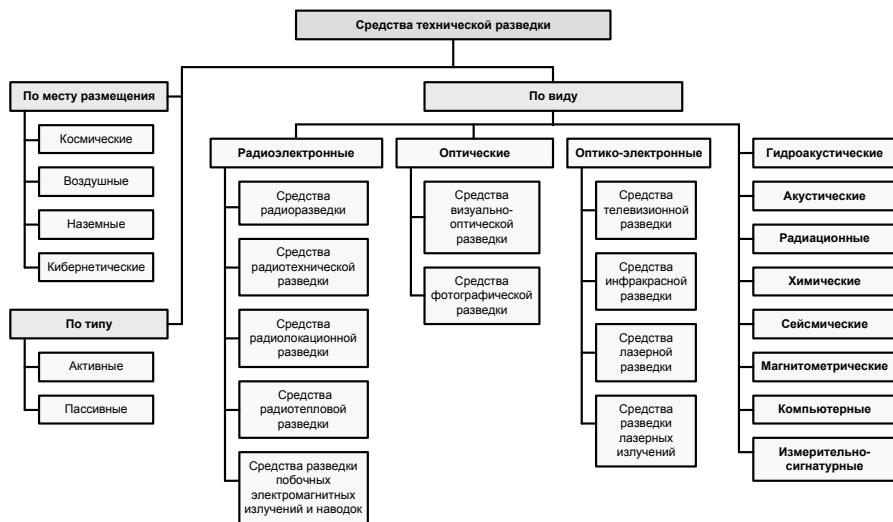 Средства технической разведки
По месту размещения
Космические
Воздушные
Наземные
Кибернетические
По типу
Активные
Пассивные
По виду
Радиоэлектронные
Средства
радиоразведки
Средства
радиотехнической
разведки
Средства
радиолокационной
разведки
Средства
радиотепловой
разведки
Средства разведки
побочных
электромагнитных
излучений и наводок
Оптические
Средства
визуально-
оптической
разведки
Средства
фотографической
разведки
Оптико-электронные
Средства
телевизионной
разведки
Средства
инфракрасной
разведки
Средства
лазерной
разведки
Средства
разведки
лазерных
излучений
Гидроакустические
Акустические
Радиационные
Химические
Сейсмические
Магнитометрические
Компьютерные
Измерительно-
сигнатурные